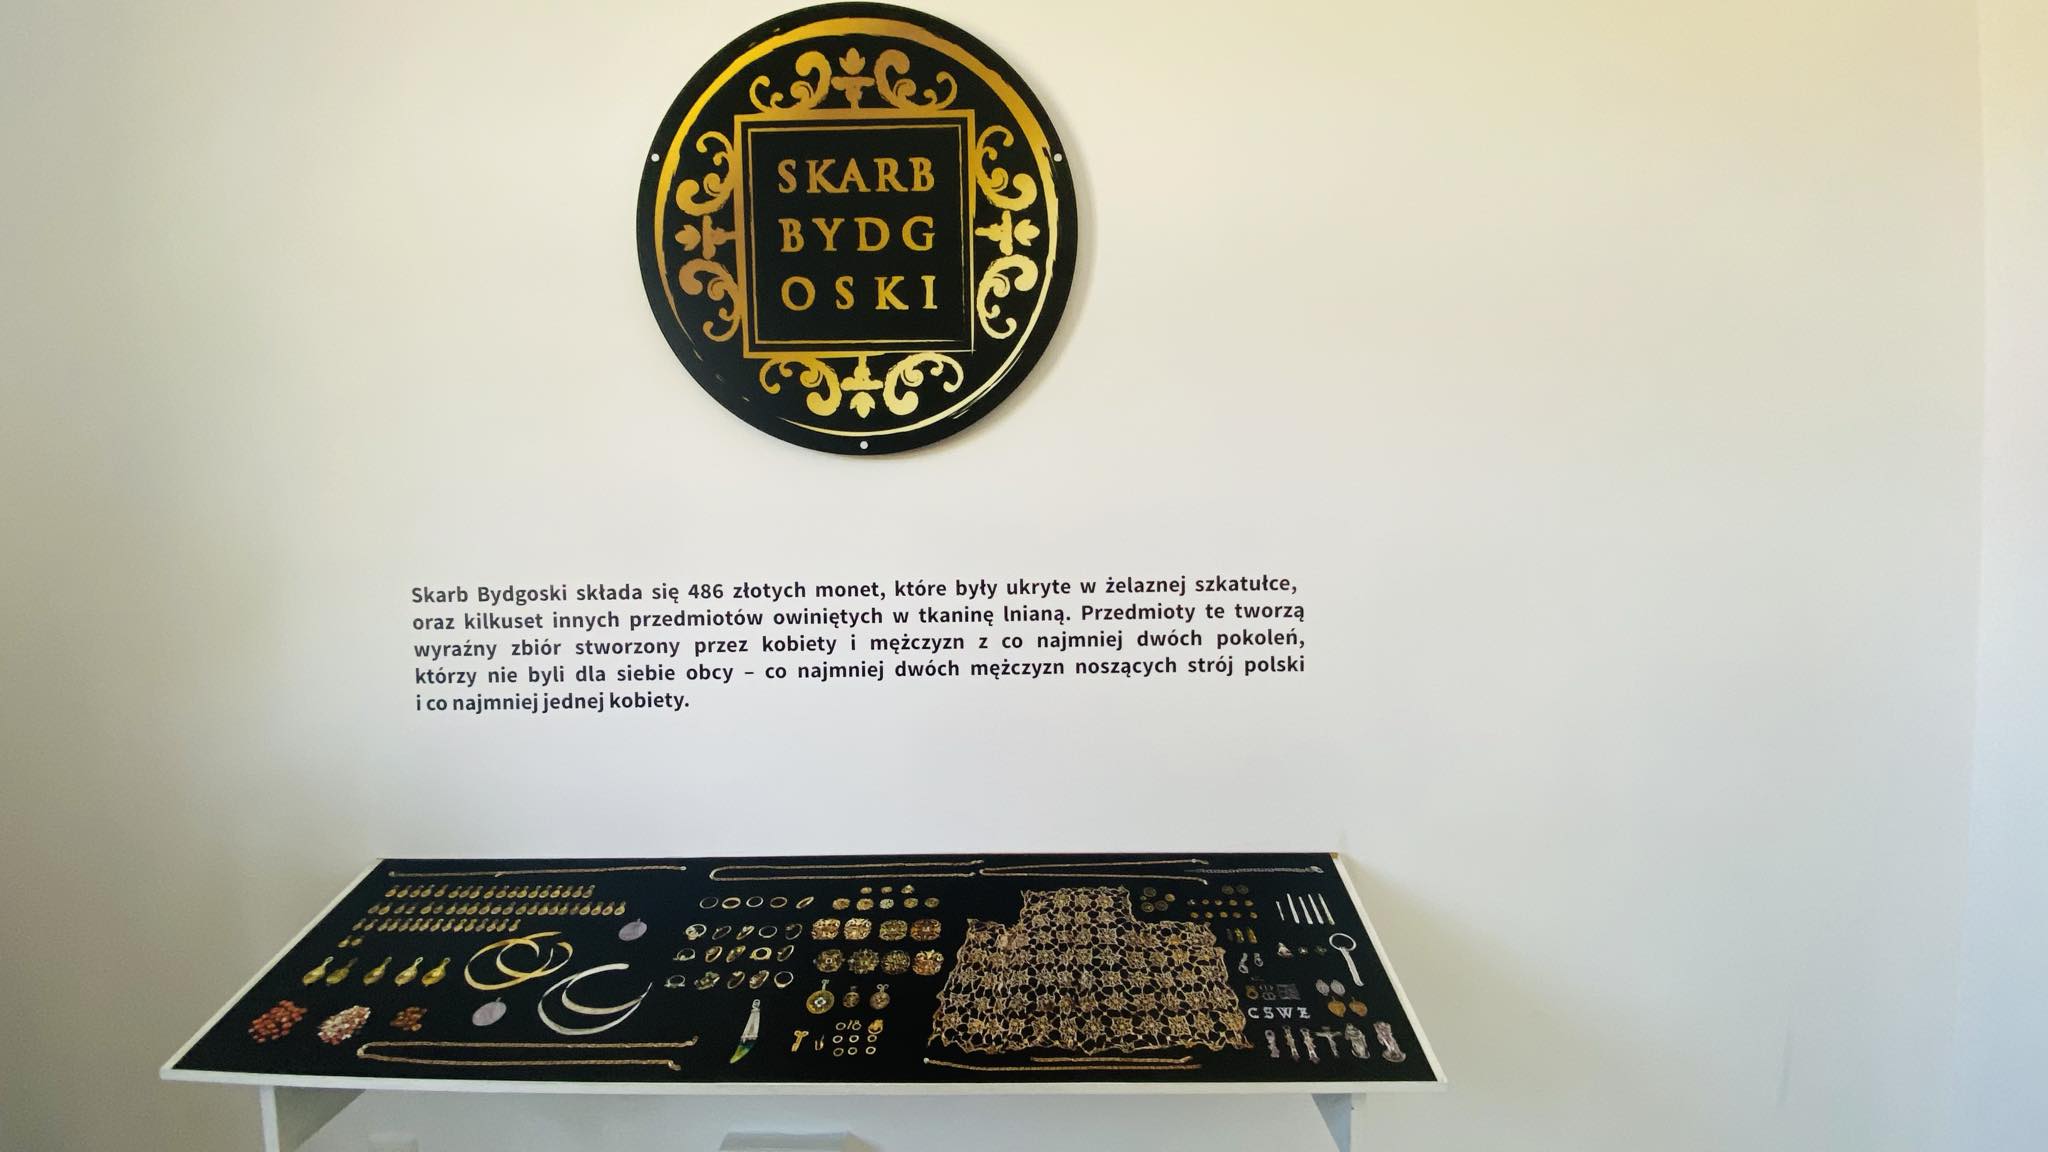 SKARB
BYDG
OSKI
Skarb Bydgoski składa się 486 złotych monet, które były ukryte w żelaznej szkatułce,
oraz kilkuset innych przedmiotów owiniętych w tkaninę lnianą. Przedmioty te tworzą
wyraźny zbiór stworzony przez kobiety i mężczyzn z co najmniej dwóch pokoleń,
którzy nie byli dla siebie obcy – co najmniej dwóch mężczyzn noszących strój polski
i co najmniej jednej kobiety.
CSWZ